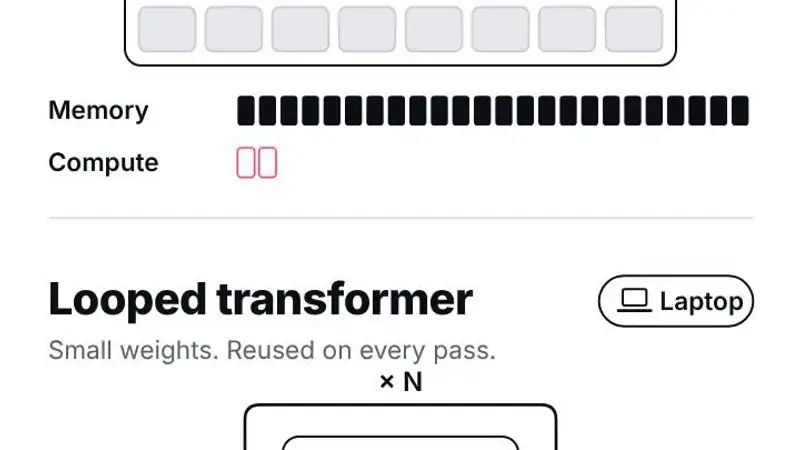 Memory
Compute
Looped transformer
Laptop
Small weights. Reused on every pass.
× N